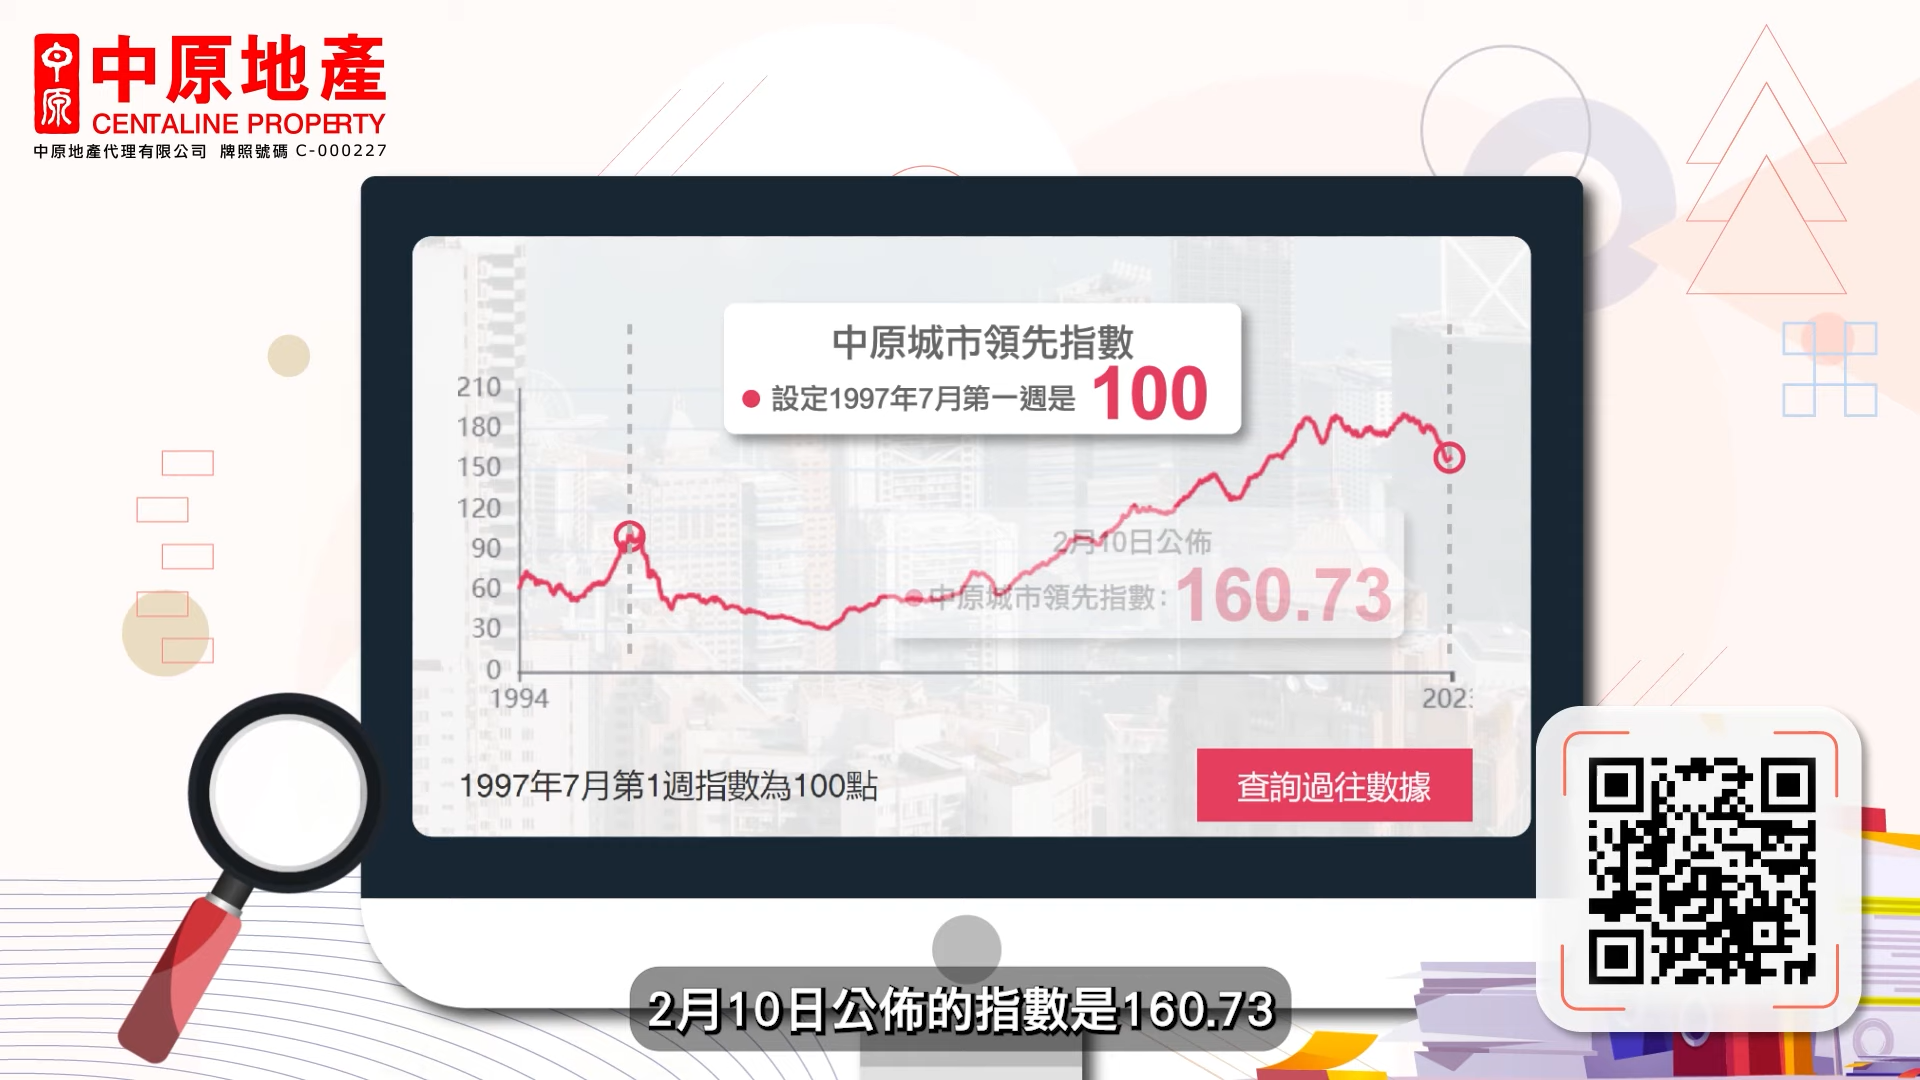 中原
中原地產
CENTALINE PROPERTY
中原地產代理有限公司 牌照號碼 C-000227
中原城市領先指數
設定1997年7月第一週是 100
210
180
150
120
90
60
30
0
1994
2月10日公佈
中原城市領先指數: 160.73
1997年7月第1週指數為100點
查詢過往數據
2月10日公佈的指數是160.73